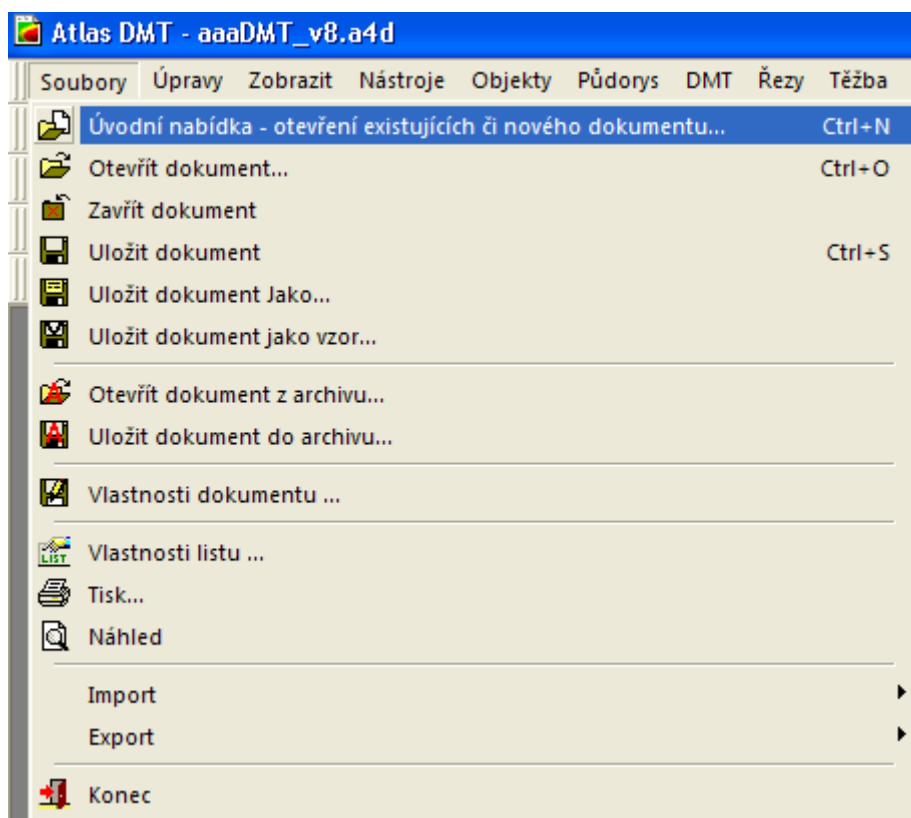 Atlas DMT - aaaDMT_v8.a4d
Soubory Úpravy Zobrazit Nástroje Objekty Půdorys DMT Řezy Těžba
Úvodní nabídka - otevření existujících či nového dokumentu... Ctrl+N
Otevřít dokument... Ctrl+O
Zavřít dokument
Uložit dokument Ctrl+S
Uložit dokument Jako...
Uložit dokument jako vzor...
Otevřít dokument z archivu...
Uložit dokument do archivu...
Vlastnosti dokumentu ...
LIST Vlastnosti listu ...
Tisk...
Náhled
Import
Export
Konec